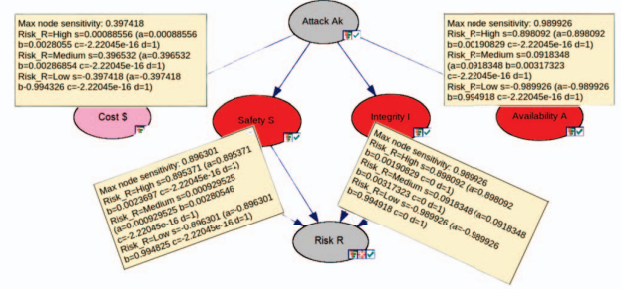 Attack Ak
Max node sensitivity: 0.397418
Risk_R=High s=0.00088556 (a=0.00088556
b=0.0028055 c=-2.22045e-16 d=1)
Risk_R=Medium s=0.396532 (a=0.396532
b=0.00286854 c=-2.22045e-16 d=1)
Risk_R=Low s=-0.397418 (a=-0.397418
b=0.994326 c=-2.22045e-16 d=1)
Max node sensitivity: 0.989926
Risk_R=High s=0.898092 (a=0.898092
b=0.00190829 c=-2.22045e-16 d=1)
Risk_R=Medium s=0.0918348
(a=0.0918348 b=0.00317323
c=-2.22045e-16 d=1)
Risk_R=Low s=-0.989926 (a=-0.989926
b=0.994918 c=-2.22045e-16 d=1)
Cost $
Safety S
Integrity I
Availability A
Max node sensitivity: 0.896301
Risk_R=High s=0.895371 (a=0.895371
b=0.0023697 c=-2.22045e-16 d=1)
Risk_R=Medium s=0.000929525
(a=0.000929525 b=0.00280546
c=-2.22045e-16 d=1)
Risk_R=Low s=-0.896301 (a=-0.896301
b=0.994825 c=-2.22045e-16 d=1)
Max node sensitivity: 0.989926
Risk_R=High s=0.898092 (a=0.898092
b=0.00190829 c=0 d=1)
Risk_R=Medium s=0.0918348 (a=0.0918348
b=0.00317323 c=0 d=1)
Risk_R=Low s=-0.989926 (a=-0.989926
b=0.994918 c=0 d=1)
Risk R